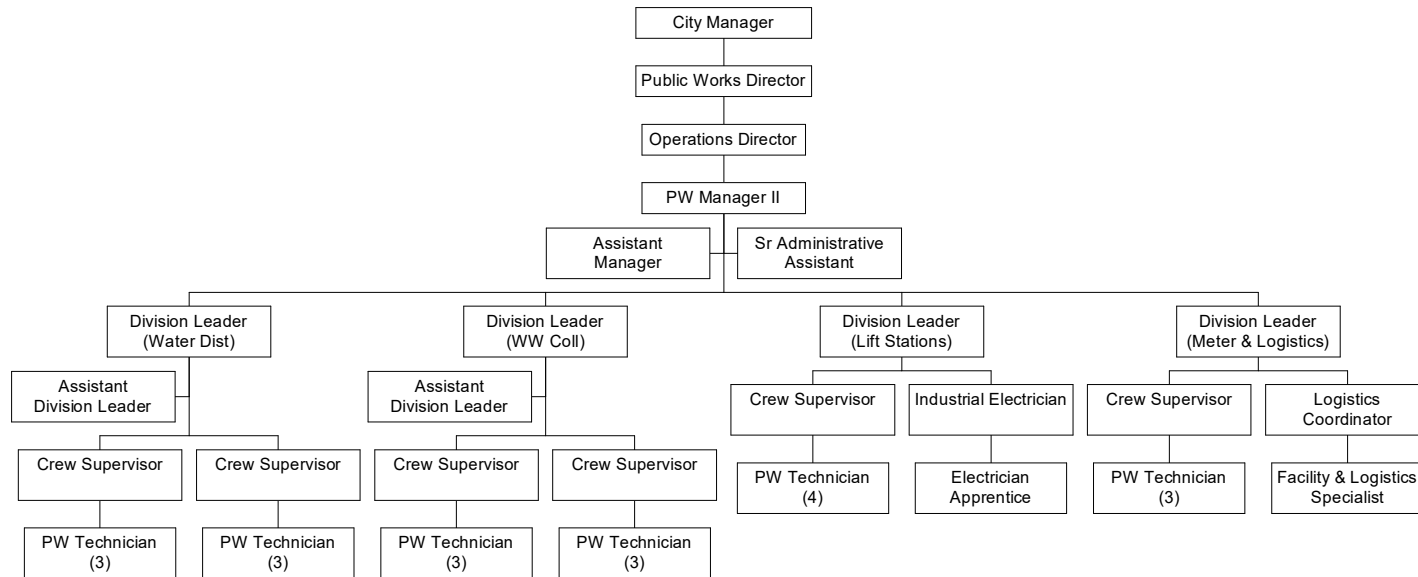 City Manager
Public Works Director
Operations Director
PW Manager II
Assistant
Manager
Sr Administrative
Assistant
Division Leader
(Water Dist)
Division Leader
(WW Coll)
Division Leader
(Lift Stations)
Division Leader
(Meter & Logistics)
Assistant
Division Leader
Assistant
Division Leader
Crew Supervisor
Industrial Electrician
Crew Supervisor
Logistics
Coordinator
Crew Supervisor
Crew Supervisor
Crew Supervisor
Crew Supervisor
PW Technician
(4)
Electrician
Apprentice
PW Technician
(3)
Facility & Logistics
Specialist
PW Technician
(3)
PW Technician
(3)
PW Technician
(3)
PW Technician
(3)